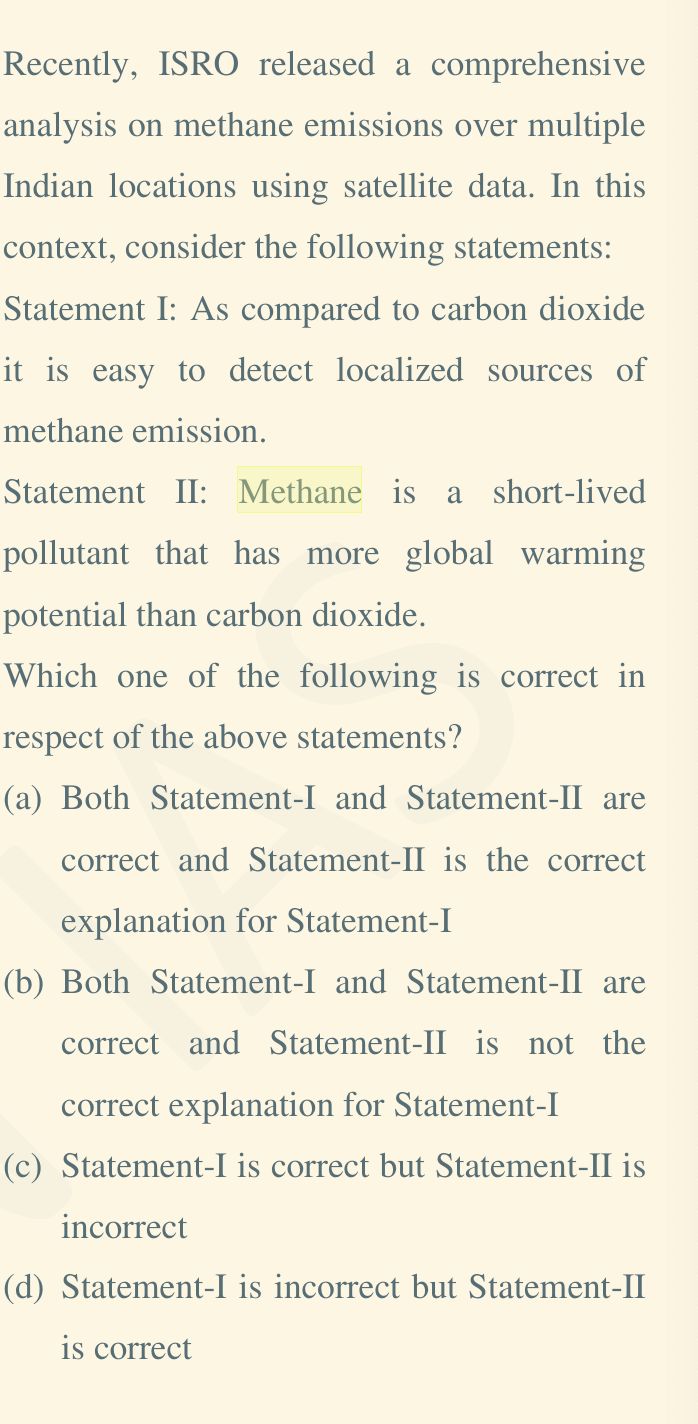 Recently, ISRO released a comprehensive
analysis on methane emissions over multiple
Indian locations using satellite data. In this
context, consider the following statements:
Statement I: As compared to carbon dioxide
it is easy to detect localized sources of
methane emission.
Statement II: Methane is a short-lived
pollutant that has more global warming
potential than carbon dioxide.
Which one of the following is correct in
respect of the above statements?
(a) Both Statement-I and Statement-II are
correct and Statement-II is the correct
explanation for Statement-I
(b) Both Statement-I and Statement-II are
correct and Statement-II is not the
correct explanation for Statement-I
(c) Statement-I is correct but Statement-II is
incorrect
(d) Statement-I is incorrect but Statement-II
is correct
IAS